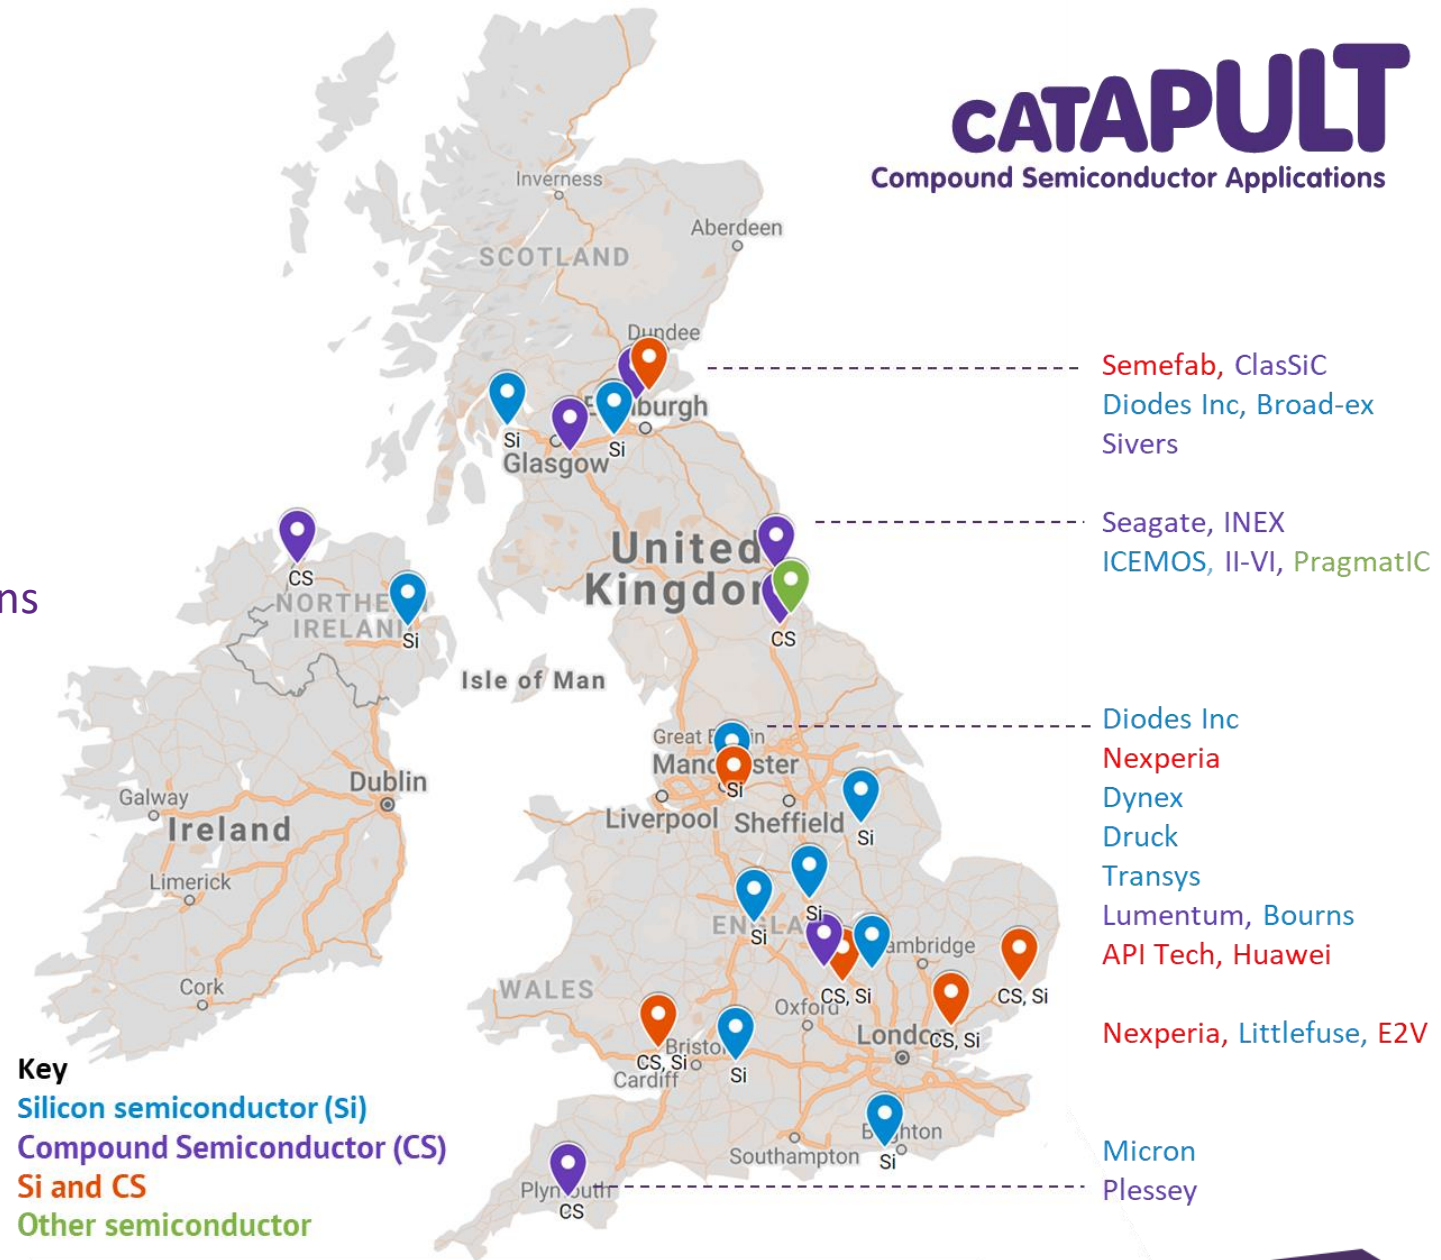 CATAPULT
Compound Semiconductor Applications
Inverness
Aberdeen
SCOTLAND
Dundee
Semefab, ClasSiC
Diodes Inc, Broad-ex
Sivers
Si
Si
Glasgow
Seagate, INEX
ICEMOS, II-VI, PragmatIC
United
CS
ns
Si
CS
Isle of Man
Diodes Inc
Nexperia
Dynex
Druck
Transys
Lumentum, Bourns
API Tech, Huawei
Si
Dublin
Galway
Ireland
Liverpool
Sheffield
Si
Limerick
Si
Si
Cork
WALES
CS, Si
CS, Si
Oxford
London
CS, Si
Nexperia, Littlefuse, E2V
CS, Si
Cardiff
Si
Key
Silicon semiconductor (Si)
Compound Semiconductor (CS)
Si and CS
Other semiconductor
Southampton
Si
Micron
Plessey
CS